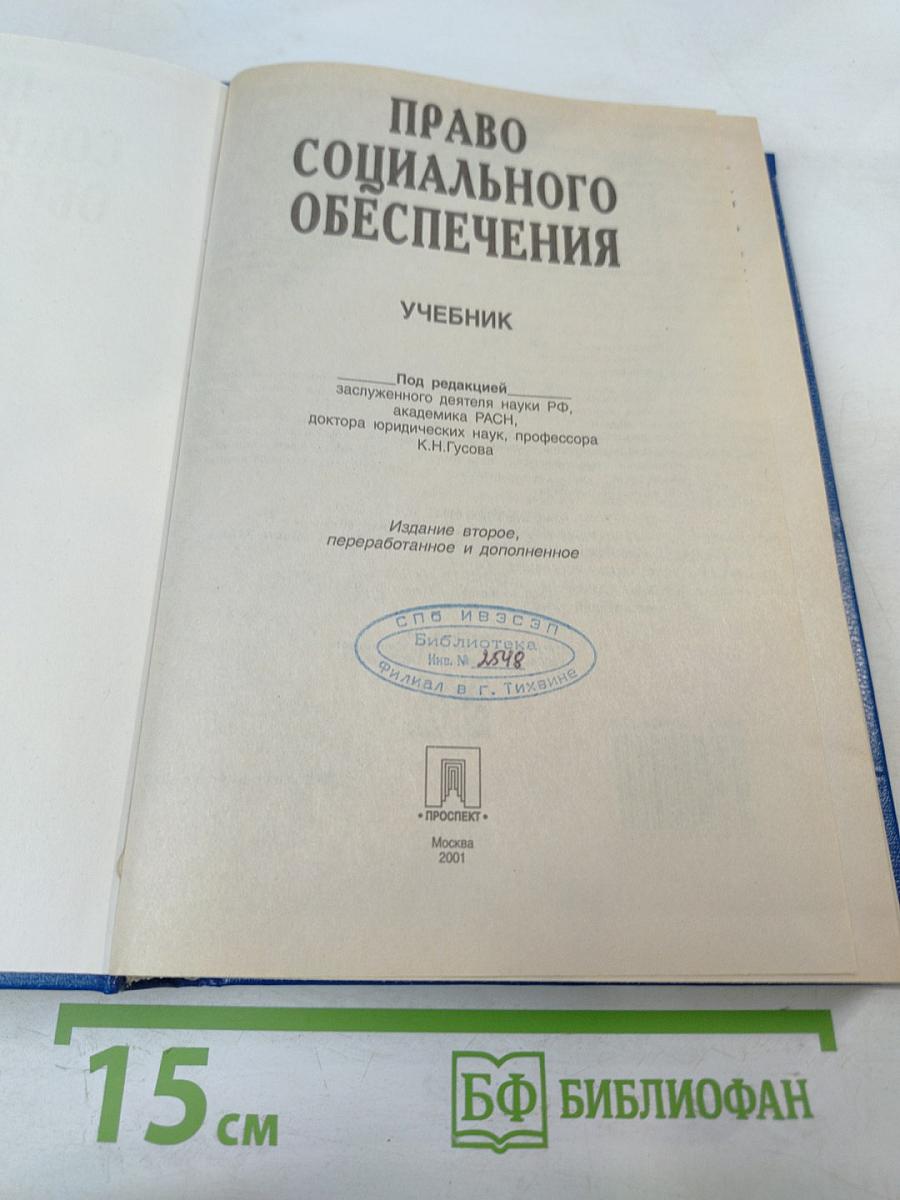 ПРАВО
СОЦИАЛЬНОГО
ОБЕСПЕЧЕНИЯ
УЧЕБНИК
Под редакцией
заслуженного деятеля науки РФ,
академика РАСН,
доктора юридических наук, профессора
К.Н.Гусова
Издание второе,
переработанное и дополненное
СПб ИВЭСЭП
Библиотека
Инв. № 2548
Филиал в г. Тихвине
• ПРОСПЕКТ •
Москва
2001
15 см
БФ БИБЛИОФАН